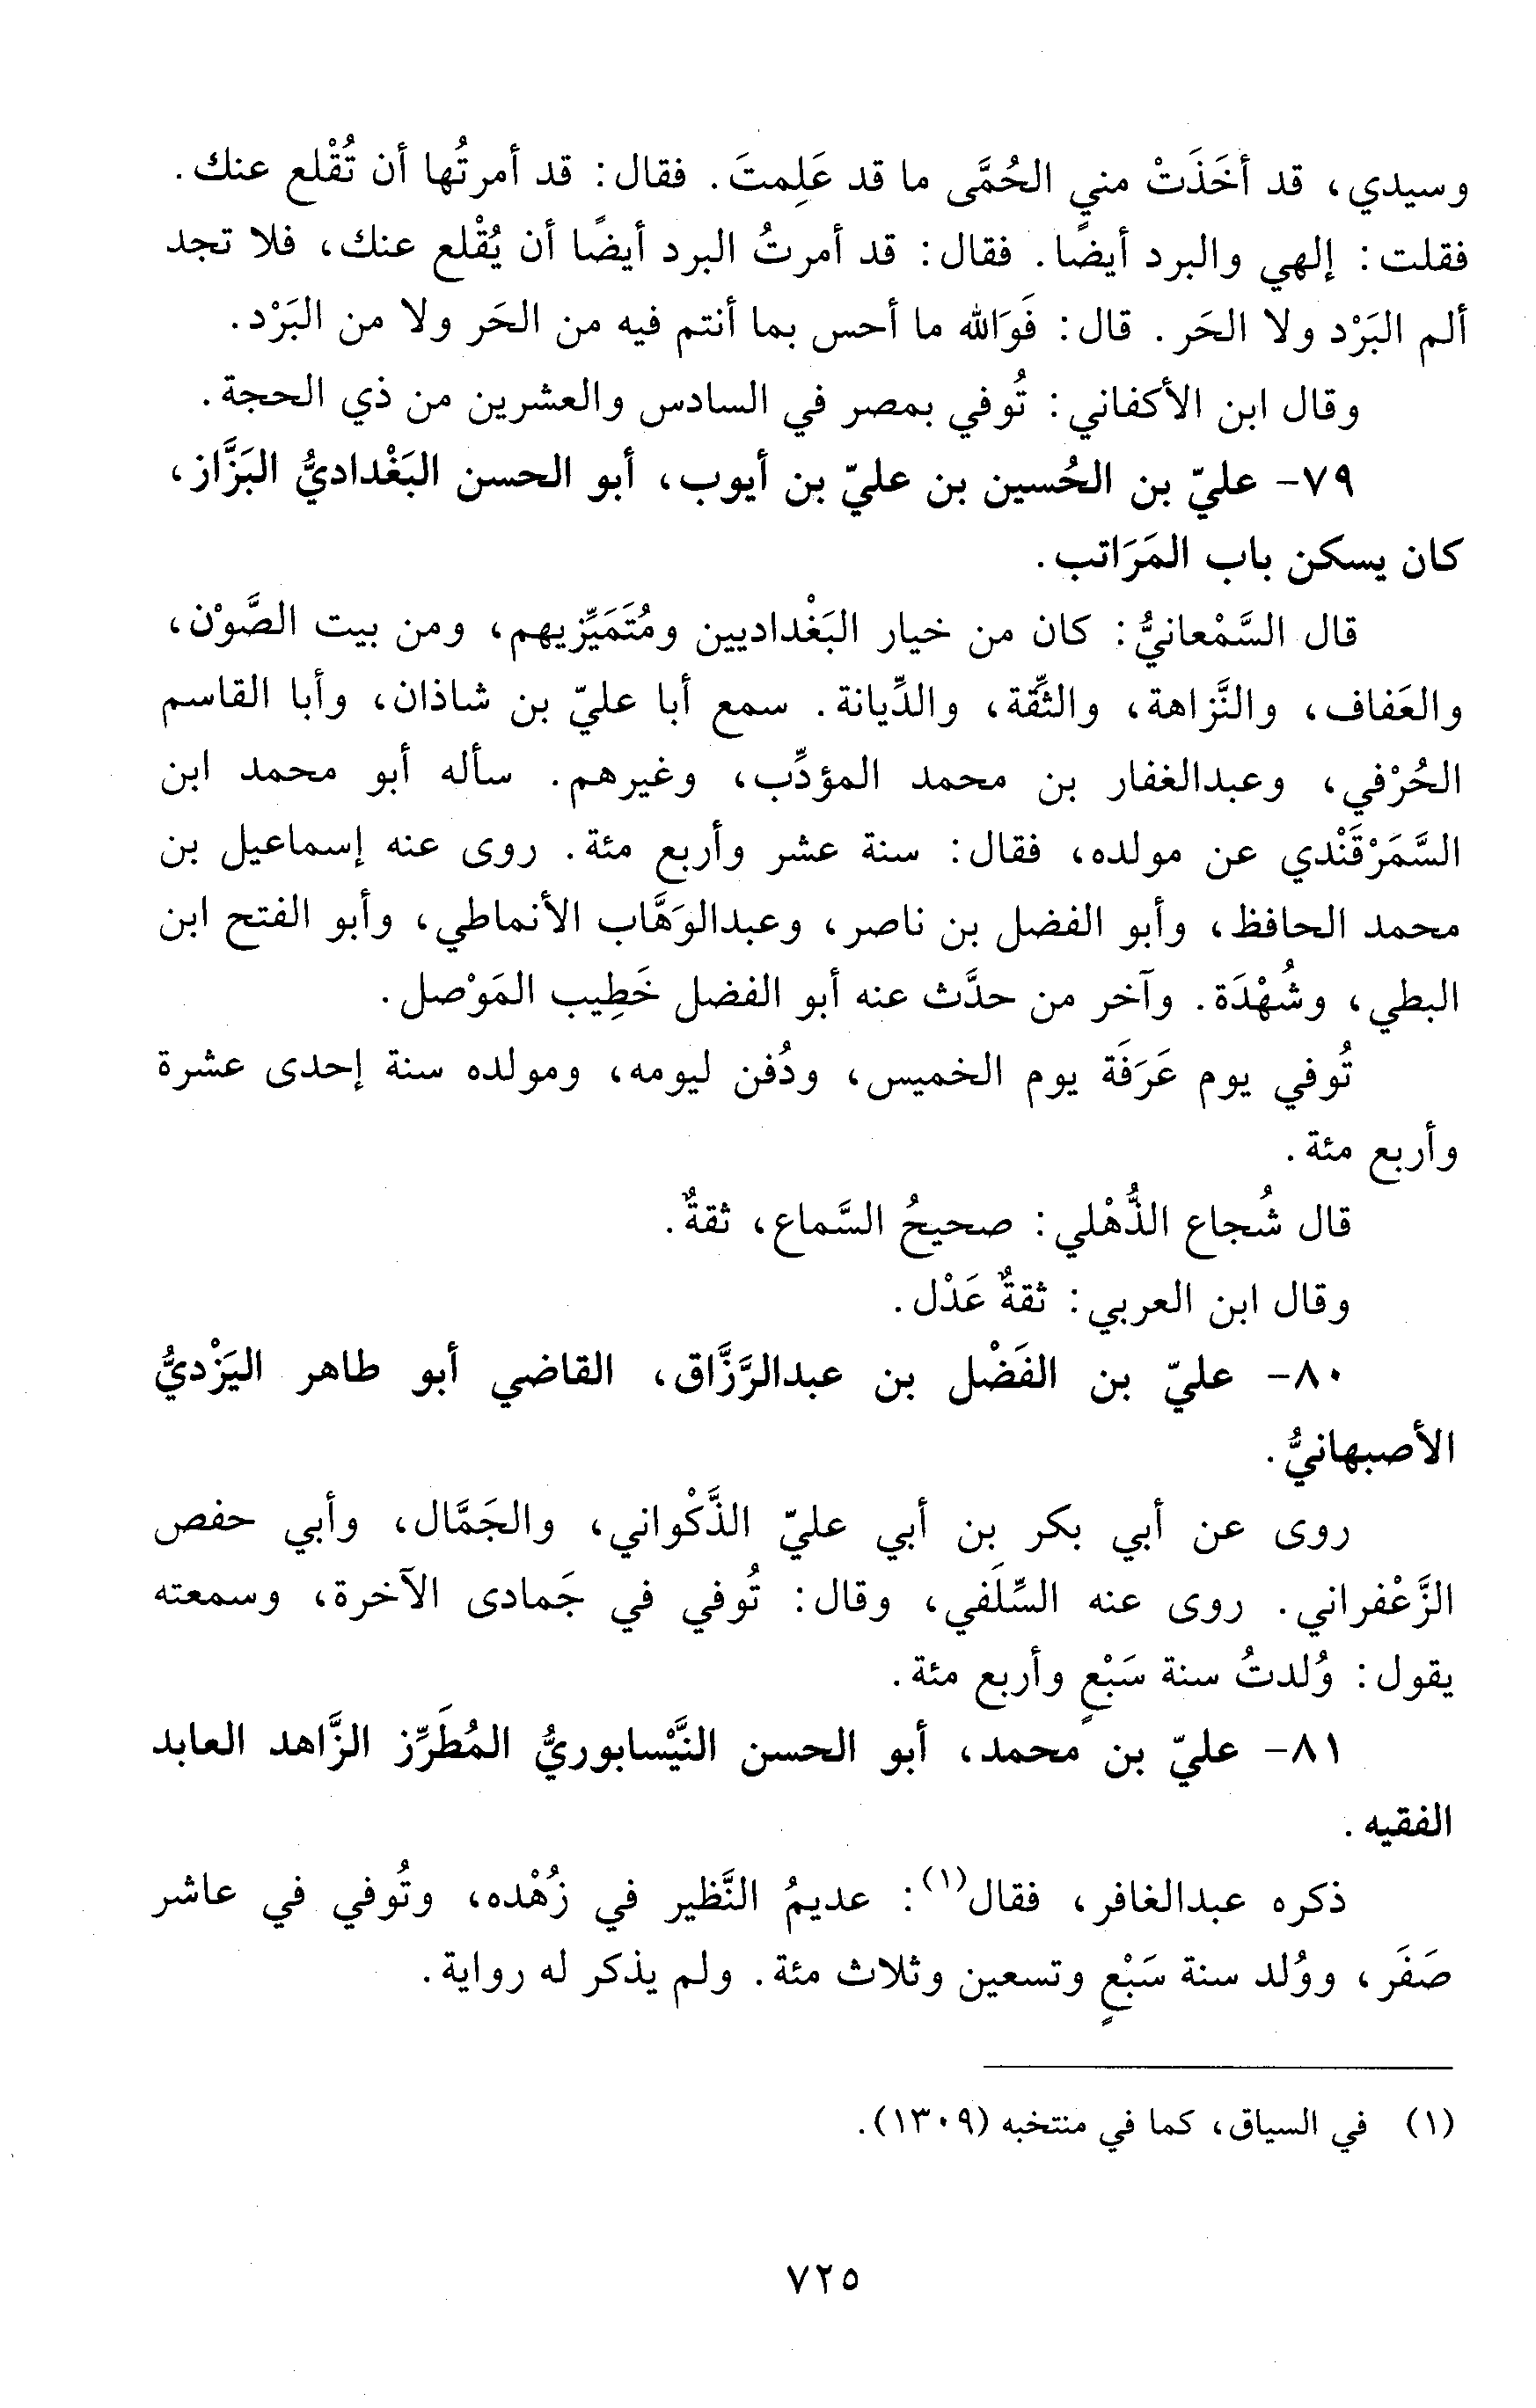 وسيدي، قد أخَذَتْ مني الحُمَّى ما قد عَلِمتَ. فقال: قد أمرتُها أن تُقْلع عنك.
فقلت: إلهي والبرد أيضًا. فقال: قد أمرتُ البرد أيضًا أن يُقْلع عنك، فلا تجد
ألم البَرْد ولا الحَر. قال: فَوَالله ما أحس بما أنتم فيه من الحَر ولا من البَرْد.
وقال ابن الأكفاني: تُوفي بمصر في السادس والعشرين من ذي الحجة.
٧٩- عليّ بن الحُسين بن عليّ بن أيوب، أبو الحسن البَغْداديُّ البَزَّاز،
كان يسكن باب المَرَاتب.
قال السَّمْعانيُّ: كان من خيار البَغْداديين ومُتَمَيِّزيهم، ومن بيت الصَّوْن،
والعَفاف، والنَّزاهة، والثِّقة، والدِّيانة. سمع أبا عليّ بن شاذان، وأبا القاسم
الحُرْفي، وعبدالغفار بن محمد المؤدِّب، وغيرهم. سأله أبو محمد ابن
السَّمَرْقَنْدي عن مولده، فقال: سنة عشر وأربع مئة. روى عنه إسماعيل بن
محمد الحافظ، وأبو الفضل بن ناصر، وعبدالوَهَّاب الأنماطي، وأبو الفتح ابن
البطي، وشُهْدَة. وآخر من حدَّث عنه أبو الفضل خَطِيب المَوْصل.
تُوفي يوم عَرَفَة يوم الخميس، ودُفن ليومه، ومولده سنة إحدى عشرة
وأربع مئة.
قال شُجاع الذُّهْلي: صحيحُ السَّماع، ثقةٌ.
وقال ابن العربي: ثقةٌ عَدْل.
٨٠- عليّ بن الفَضْل بن عبدالرَّزَّاق، القاضي أبو طاهر اليَزْديُّ
الأصبهانيُّ.
روى عن أبي بكر بن أبي عليّ الذَّكْواني، والجَمَّال، وأبي حفص
الزَّعْفراني. روى عنه السِّلَفي، وقال: تُوفي في جَمادى الآخرة، وسمعته
يقول: وُلدتُ سنة سَبْعٍ وأربع مئة.
٨١- عليّ بن محمد، أبو الحسن النَّيْسابوريُّ المُطَرِّز الزَّاهد العابد
الفقيه.
ذكره عبدالغافر، فقال(١): عديمُ النَّظير في زُهْده، وتُوفي في عاشر
صَفَر، ووُلد سنة سَبْعٍ وتسعين وثلاث مئة. ولم يذكر له رواية.
(١) في السياق، كما في منتخبه (١٣٠٩).
٧٢٥